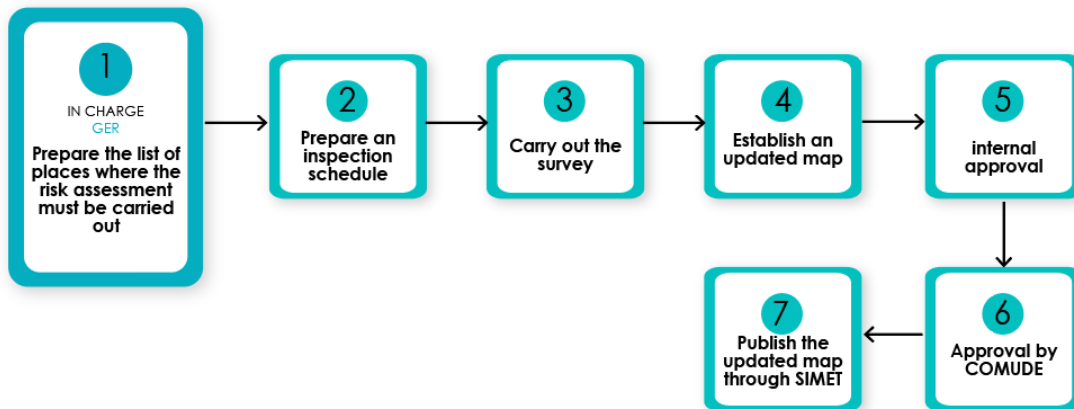 1
IN CHARGE
GER
Prepare the list of
places where the
risk assessment
must be carried
out
2
Prepare an
inspection
schedule
3
Carry out the
survey
4
Establish an
updated map
5
internal
approval
6
Approval by
COMUDE
7
Publish the
updated map
through SIMET